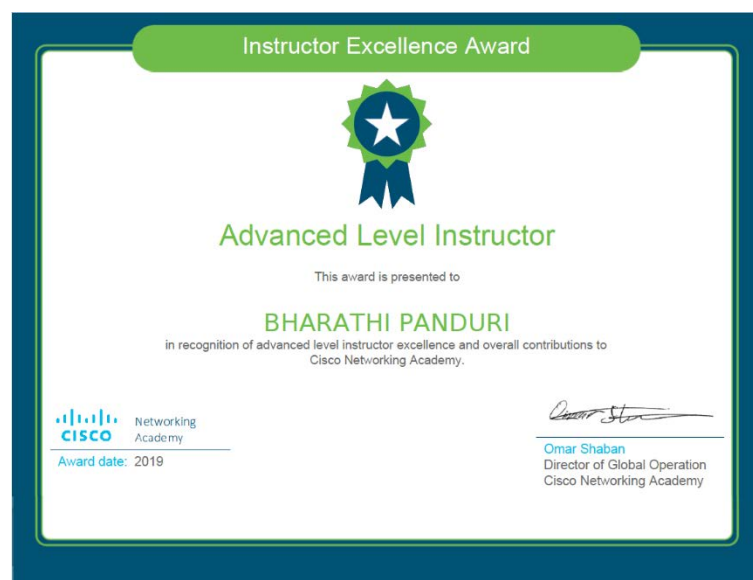 Instructor Excellence Award
Advanced Level Instructor
This award is presented to
BHARATHI PANDURI
in recognition of advanced level instructor excellence and overall contributions to
Cisco Networking Academy.
CISCO
Networking
Academy
Award date: 2019
Omar Shaban
Director of Global Operation
Cisco Networking Academy